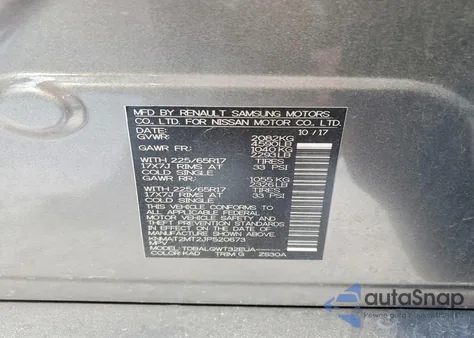 MFD BY RENAULT SAMSUNG MOTORS
CO., LTD. FOR NISSAN MOTOR CO., LTD.
DATE: 10/17
GVWR: 2082KG
4590LB
GAWR FR: 1040KG
2293LB
WITH 225/65R17 TIRES
17X7J RIMS AT 33 PSI
COLD SINGLE
GAWR RR: 1055KG
2326LB
WITH 225/65R17 TIRES
17X7J RIMS AT 33 PSI
COLD SINGLE
THIS VEHICLE CONFORMS TO
ALL APPLICABLE FEDERAL
MOTOR VEHICLE SAFETY
AND THEFT PREVENTION
STANDARDS IN EFFECT ON
THE DATE OF MANUFACTURE
SHOWN ABOVE.
KNMAT2MT2JP520673
MPV
MODEL: TDBALGWT32EUA-----
COLOR: KAD TRIM G ZS30A
autoSnap